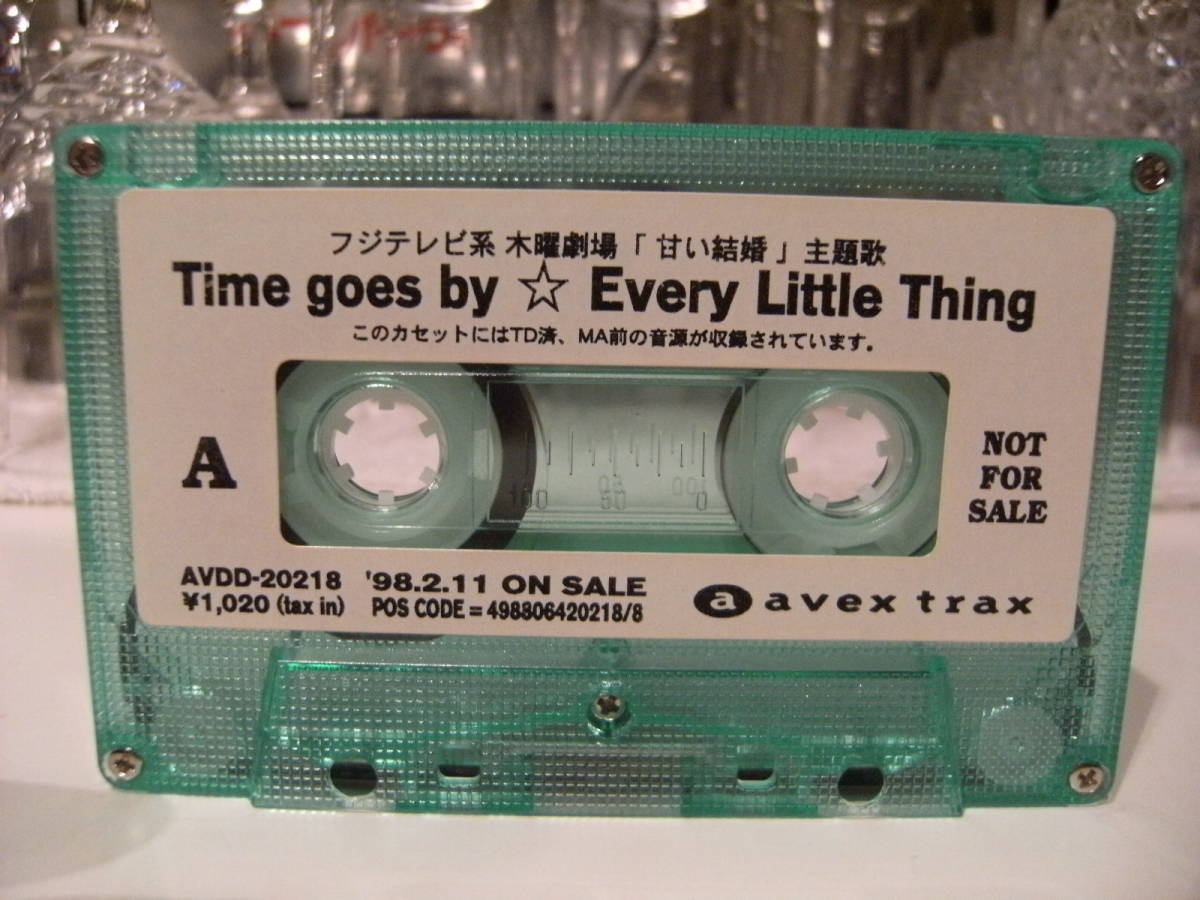 フジテレビ系 木曜劇場「甘い結婚」主題歌
Time goes by ☆ Every Little Thing
このカセットにはTD済、MA前の音源が収録されています。
A
100 50 0
NOT
FOR
SALE
AVDD-20218 '98.2.11 ON SALE
¥1,020 (tax in) POS CODE = 498806420218/8
a avex trax